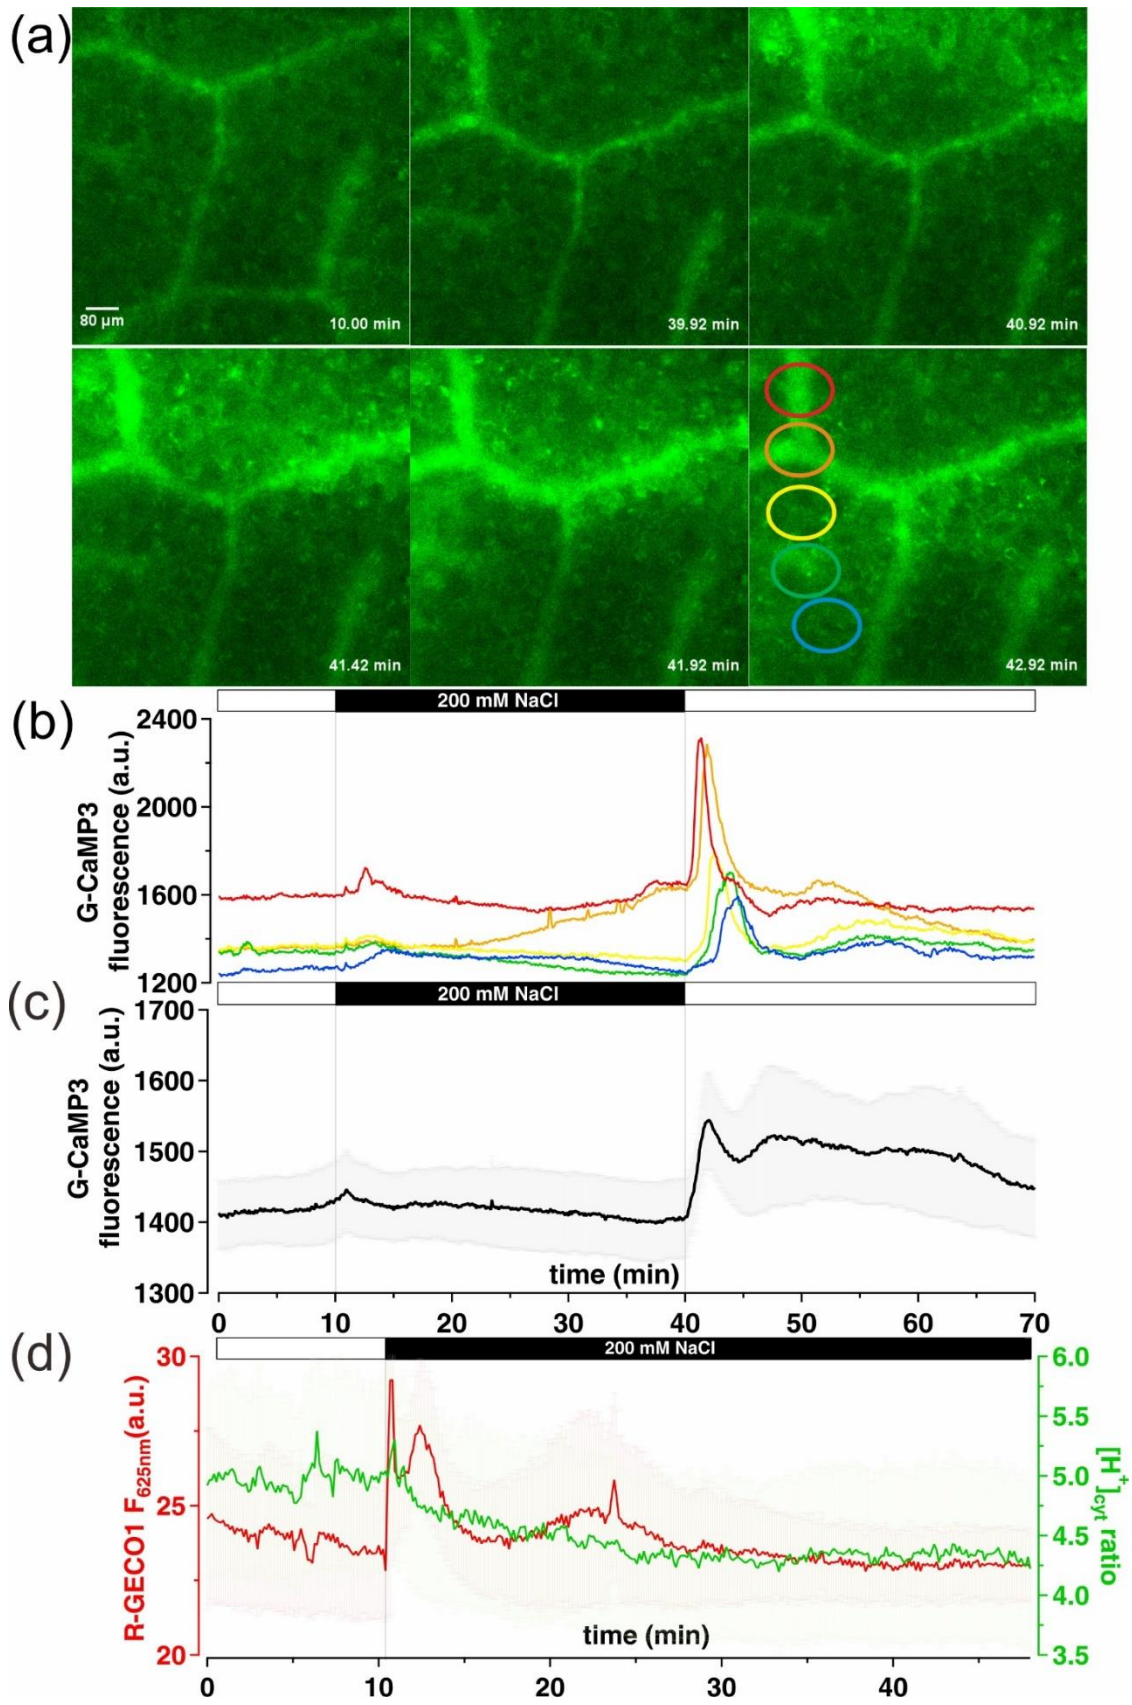 (a)
80 µm
10.00 min
39.92 min
40.92 min
41.42 min
41.92 min
42.92 min
(b)
200 mM NaCl
G-CaMP3
fluorescence (a.u.)
2400
2000
1600
1200
(c)
200 mM NaCl
G-CaMP3
fluorescence (a.u.)
1700
1600
1500
1400
1300
time (min)
0 10 20 30 40 50 60 70
(d)
200 mM NaCl
R-GECO1 F625nm(a.u.)
30
25
20
6.0
5.5
5.0
4.5
4.0
3.5
[H+]cyt ratio
time (min)
0 10 20 30 40